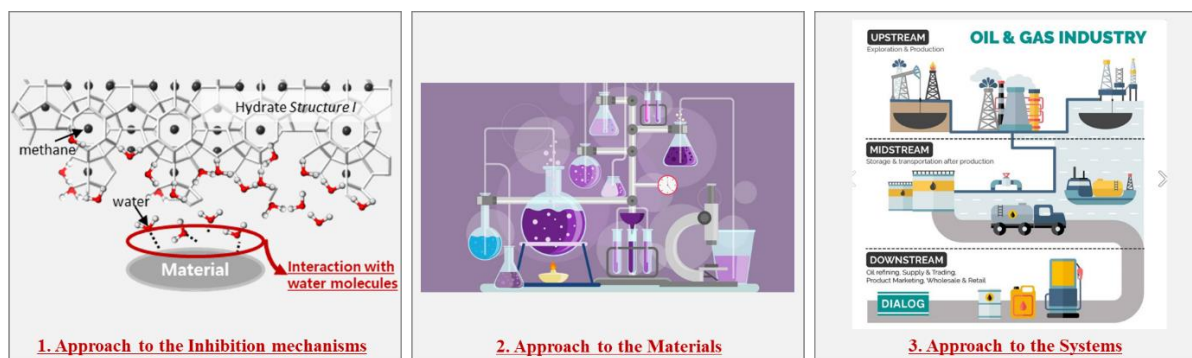 Hydrate Structure I
methane
water
Material
Interaction with
water molecules
1. Approach to the Inhibition mechanisms
2. Approach to the Materials
UPSTREAM
OIL & GAS INDUSTRY
Exploration & Production
MIDSTREAM
Storage & transportation after production
DOWNSTREAM
Oil refining, Supply & Trading,
Product Marketing, Wholesale & Retail
DIALOG
3. Approach to the Systems